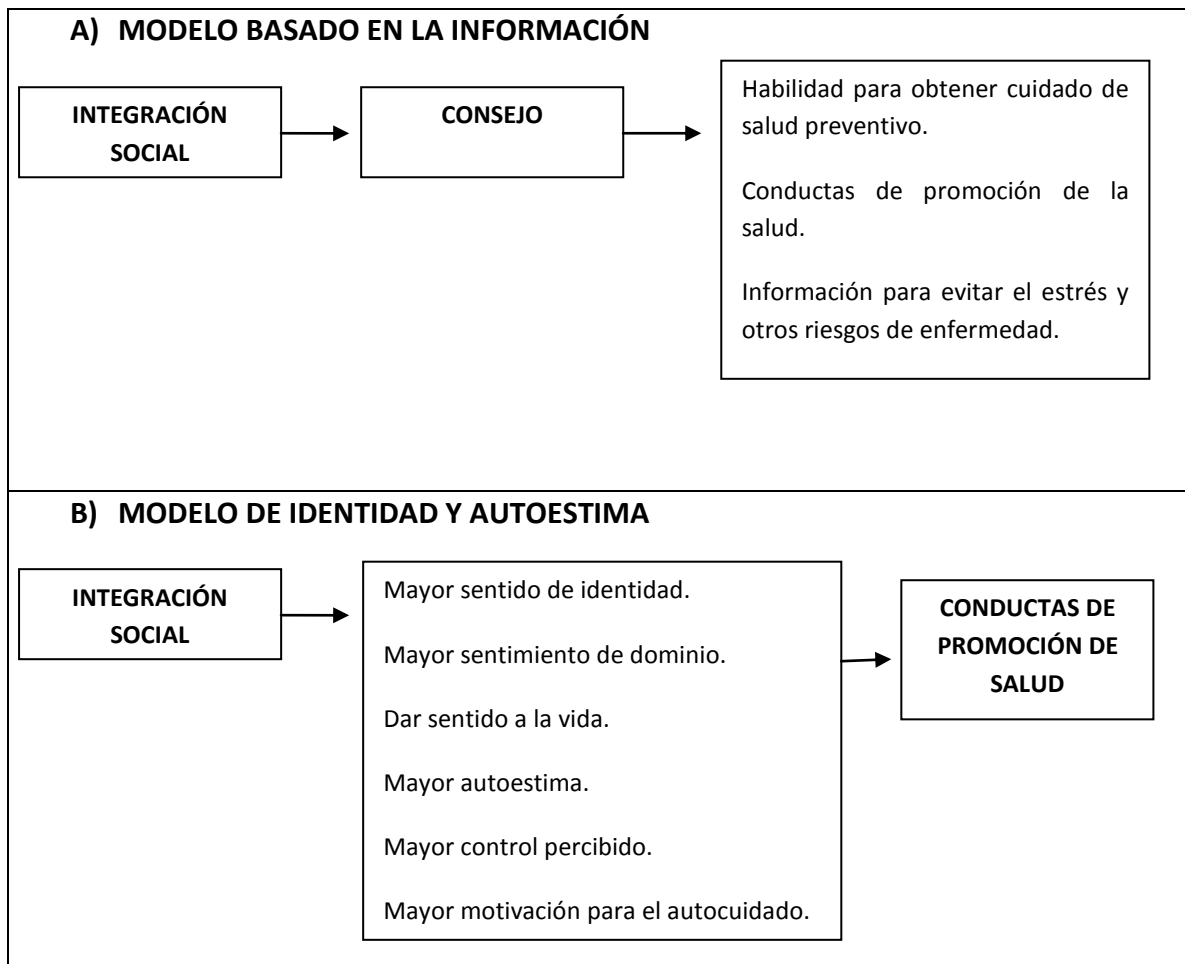 A) MODELO BASADO EN LA INFORMACIÓN
INTEGRACIÓN
SOCIAL
CONSEJO
Habilidad para obtener cuidado de
salud preventivo.
Conductas de promoción de la
salud.
Información para evitar el estrés y
otros riesgos de enfermedad.
B) MODELO DE IDENTIDAD Y AUTOESTIMA
INTEGRACIÓN
SOCIAL
Mayor sentido de identidad.
Mayor sentimiento de dominio.
Dar sentido a la vida.
Mayor autoestima.
Mayor control percibido.
Mayor motivación para el autocuidado.
CONDUCTAS DE
PROMOCIÓN DE
SALUD